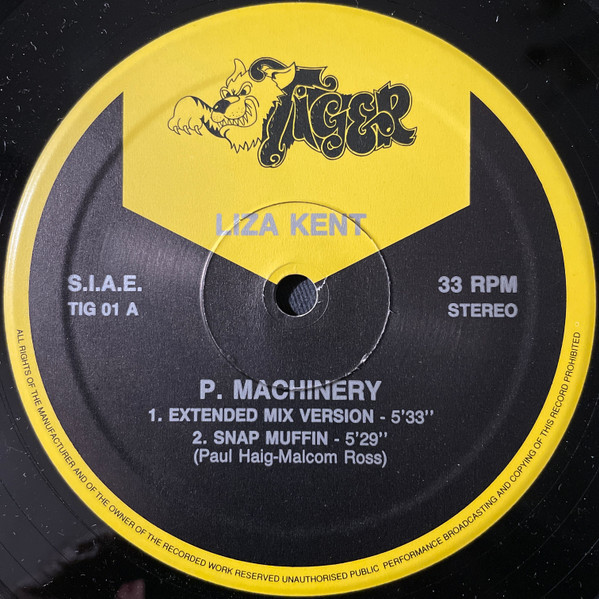 TIGER
LIZA KENT
S.I.A.E.
33 RPM
TIG 01 A
STEREO
P. MACHINERY
1. EXTENDED MIX VERSION - 5'33''
2. SNAP MUFFIN - 5'29''
(Paul Haig-Malcom Ross)
ALL RIGHTS OF THE MANUFACTURER AND OF THE OWNER OF THE RECORDED WORK RESERVED UNAUTHORISED PUBLIC PERFORMANCE BROADCASTING AND COPYING OF THIS RECORD PROHIBITED